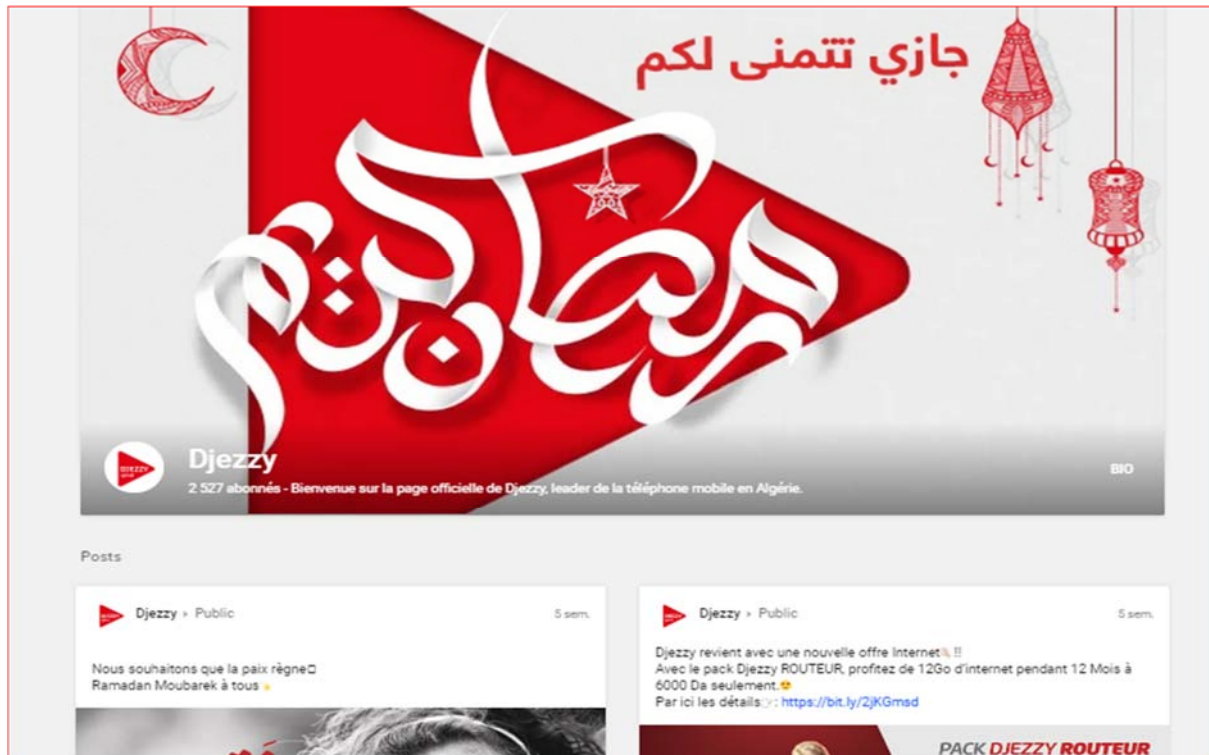 جازي تتمنى لكم
رمضان كريم
DJEZZY
Djezzy
2 527 abonnés - Bienvenue sur la page officielle de Djezzy, leader de la téléphone mobile en Algérie.
BIO
Posts
Djezzy ▸ Public
5 sem.
Nous souhaitons que la paix règne
Ramadan Moubarek à tous
Djezzy ▸ Public
5 sem.
Djezzy revient avec une nouvelle offre Internet !!
Avec le pack Djezzy ROUTEUR, profitez de 12Go d'internet pendant 12 Mois à
6000 Da seulement.
Par ici les détails : https://bit.ly/2jKGmsd
PACK DJEZZY ROUTEUR